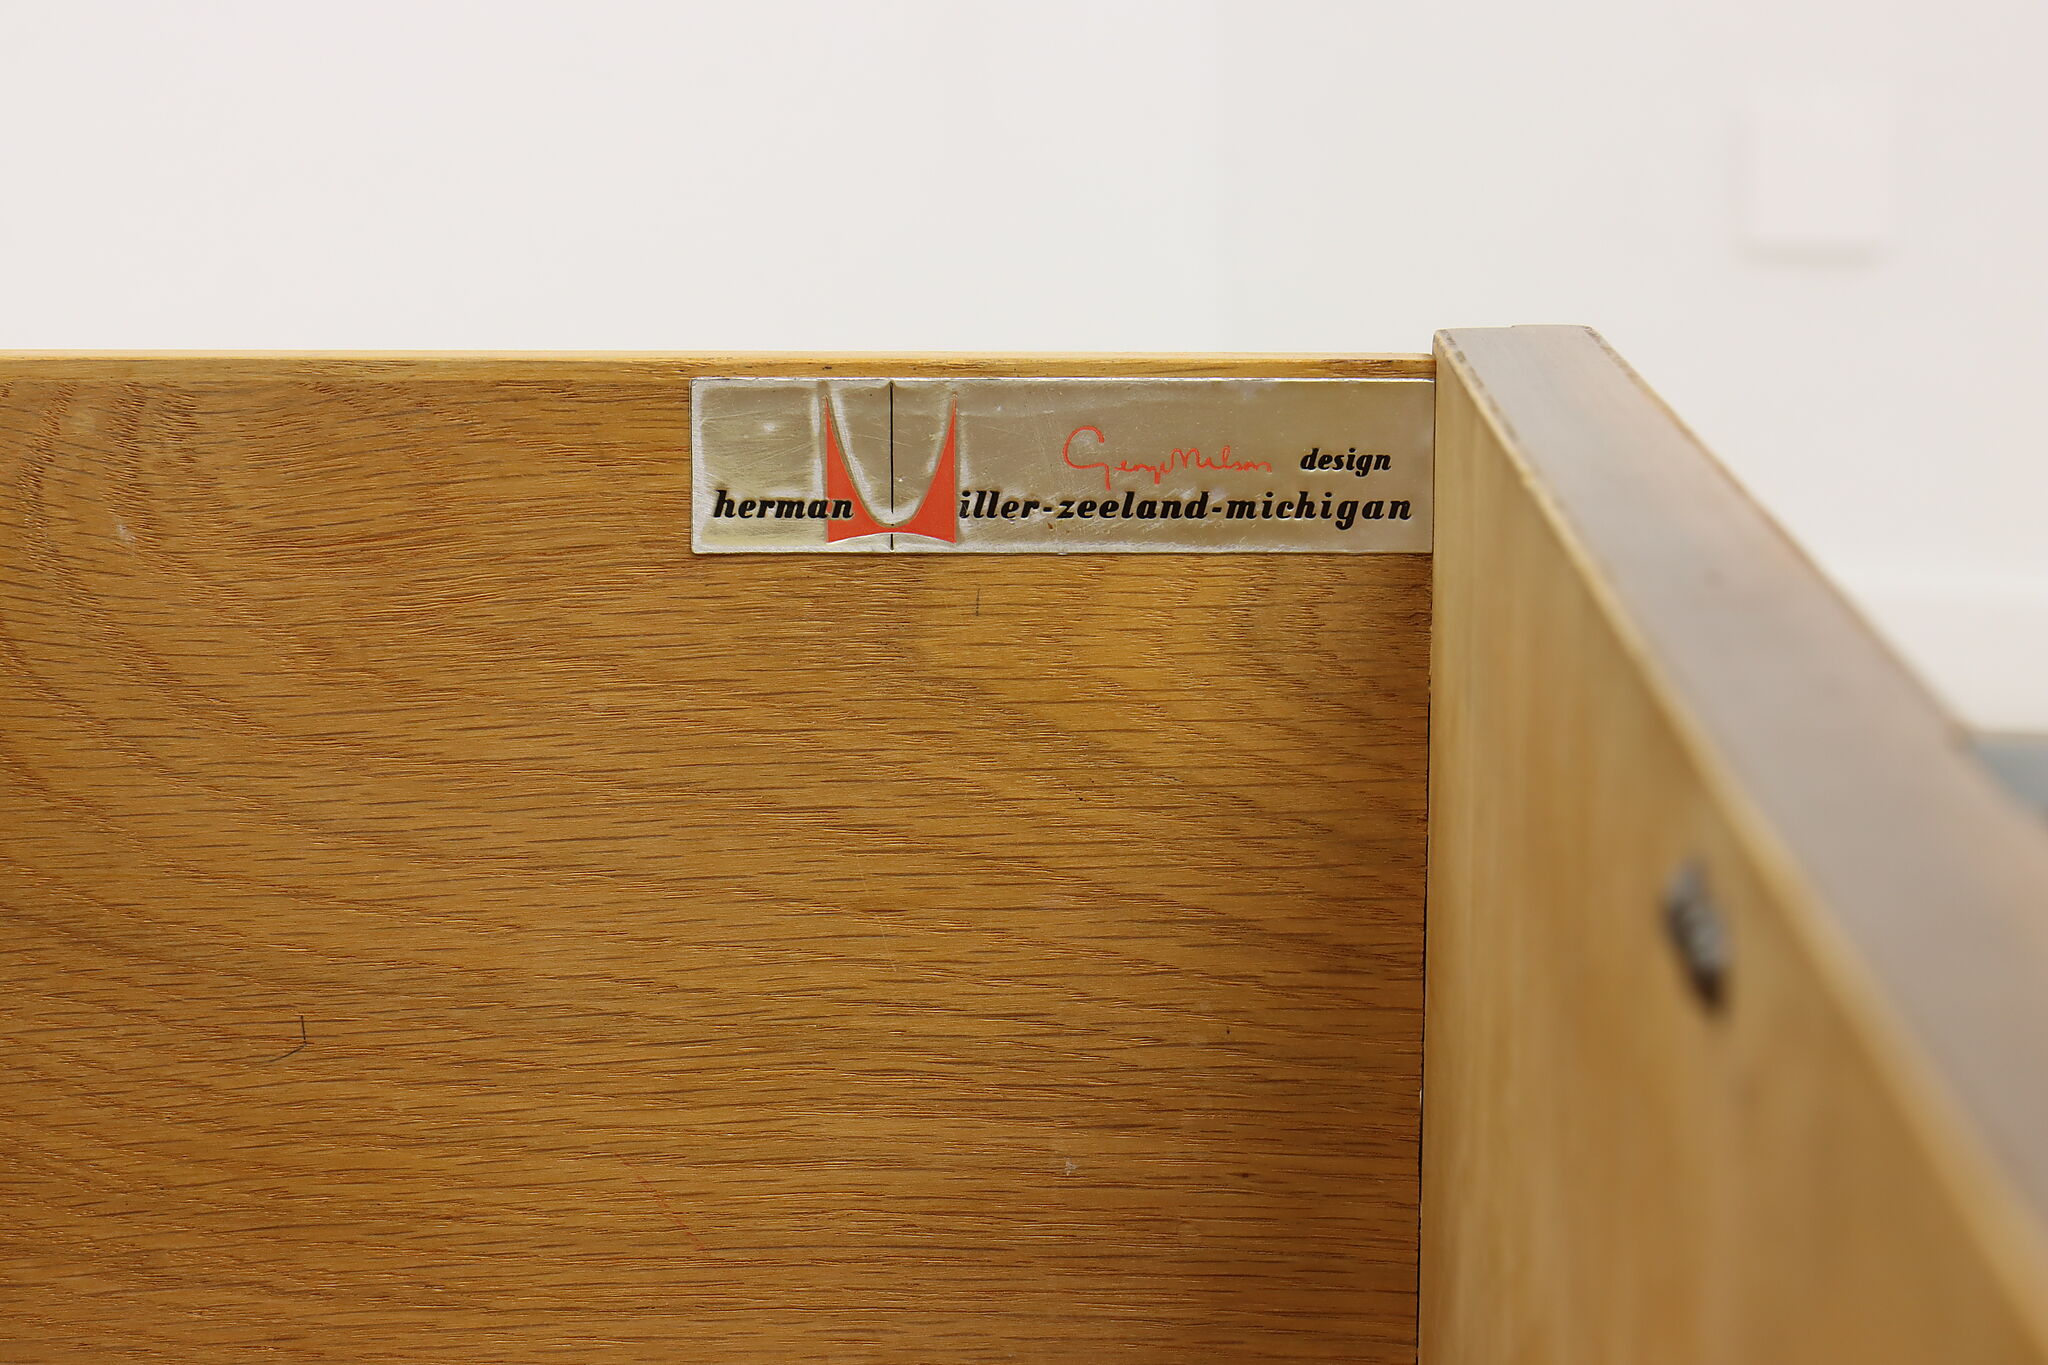 George Nelson design
herman miller-zeeland-michigan